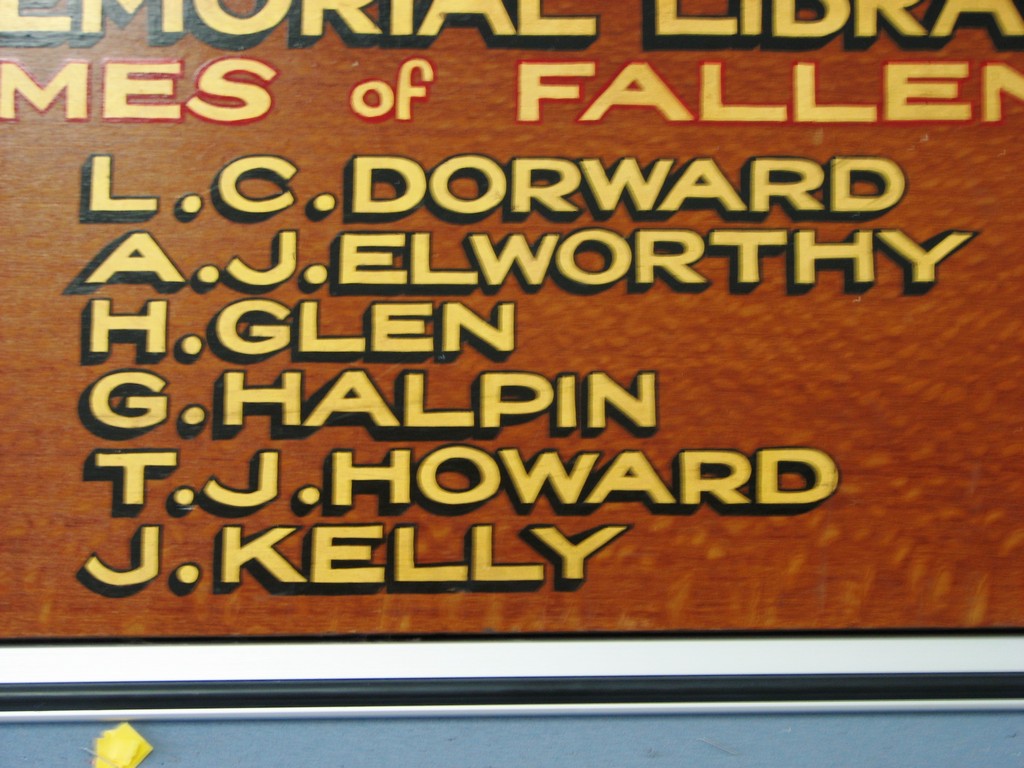 EMORIAL LIBRA
MES of FALLEN
L.C.DORWARD
A.J.ELWORTHY
H.GLEN
G.HALPIN
T.J.HOWARD
J.KELLY